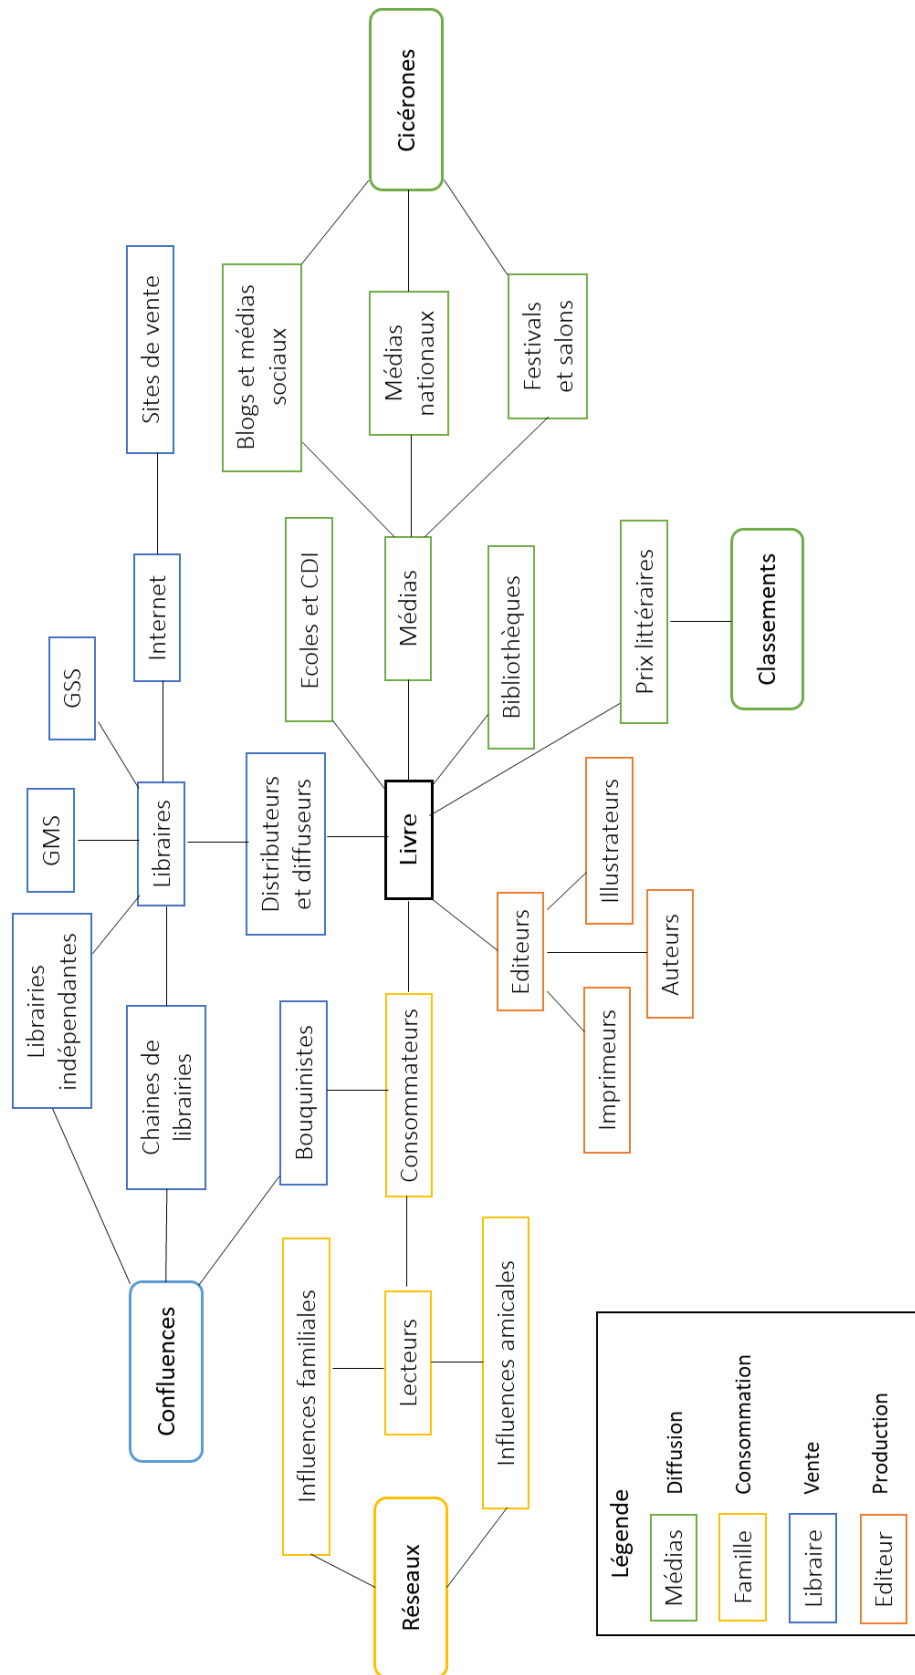 Confluences
Librairies
indépendantes
GMS
GSS
Chaines de
librairies
Libraires
Internet
Sites de vente
Influences familiales
Bouquinistes
Distributeurs
et diffuseurs
Ecoles et CDI
Blogs et médias
sociaux
Réseaux
Lecteurs
Consommateurs
Livre
Médias
Médias
nationaux
Cicérones
Influences amicales
Editeurs
Bibliothèques
Festivals
et salons
Imprimeurs
Auteurs
Illustrateurs
Prix littéraires
Classements
Légende
Médias Diffusion
Famille Consommation
Libraire Vente
Editeur Production